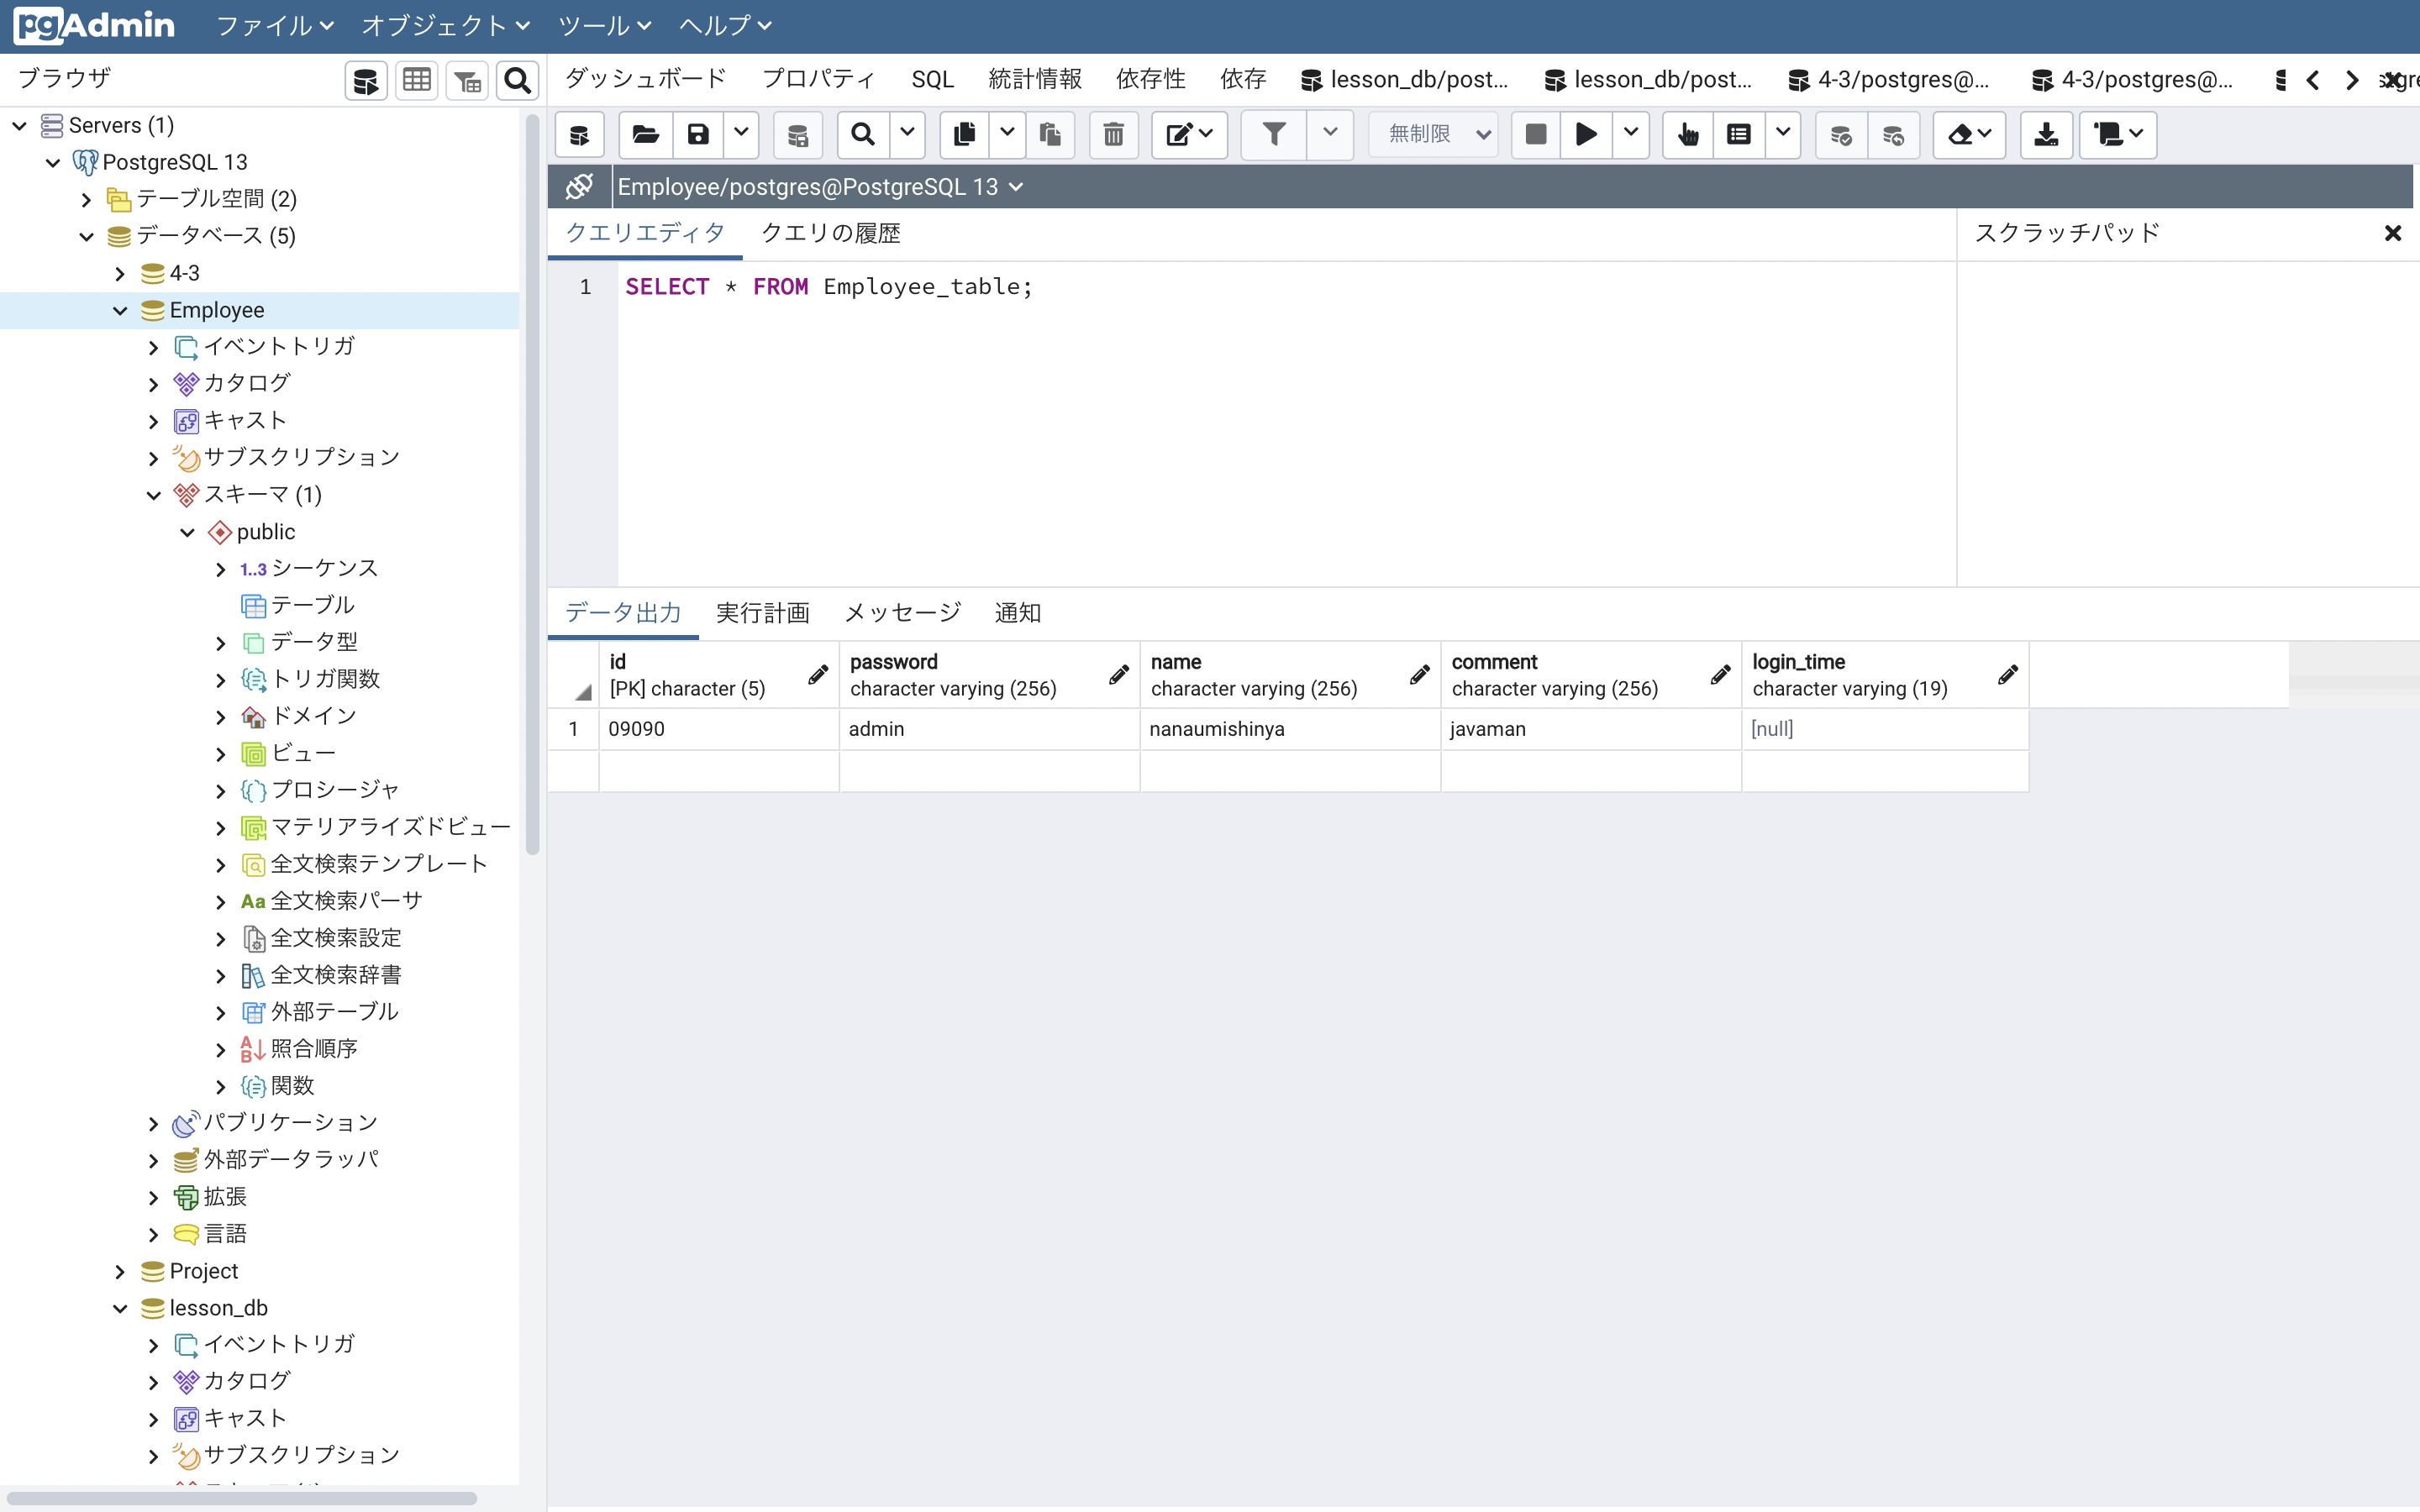 pgAdmin ファイル オブジェクト ツール ヘルプ
ブラウザ
Servers (1)
PostgreSQL 13
テーブル空間 (2)
データベース (5)
4-3
Employee
イベントトリガ
カタログ
キャスト
サブスクリプション
スキーマ (1)
public
1..3 シーケンス
テーブル
データ型
トリガ関数
ドメイン
ビュー
プロシージャ
マテリアライズドビュー
全文検索テンプレート
Aa 全文検索パーサ
全文検索設定
全文検索辞書
外部テーブル
AB 照合順序
関数
パブリケーション
外部データラッパ
拡張
言語
Project
lesson_db
イベントトリガ
カタログ
キャスト
サブスクリプション
ダッシュボード プロパティ SQL 統計情報 依存性 依存 lesson_db/post... lesson_db/post... 4-3/postgres@... 4-3/postgres@...
無制限
Employee/postgres@PostgreSQL 13
クエリエディタ クエリの履歴
スクラッチパッド
1 SELECT * FROM Employee_table;
データ出力 実行計画 メッセージ 通知
id password name comment login_time
[PK] character (5) character varying (256) character varying (256) character varying (256) character varying (19)
1 09090 admin nanaumishinya javaman [null]